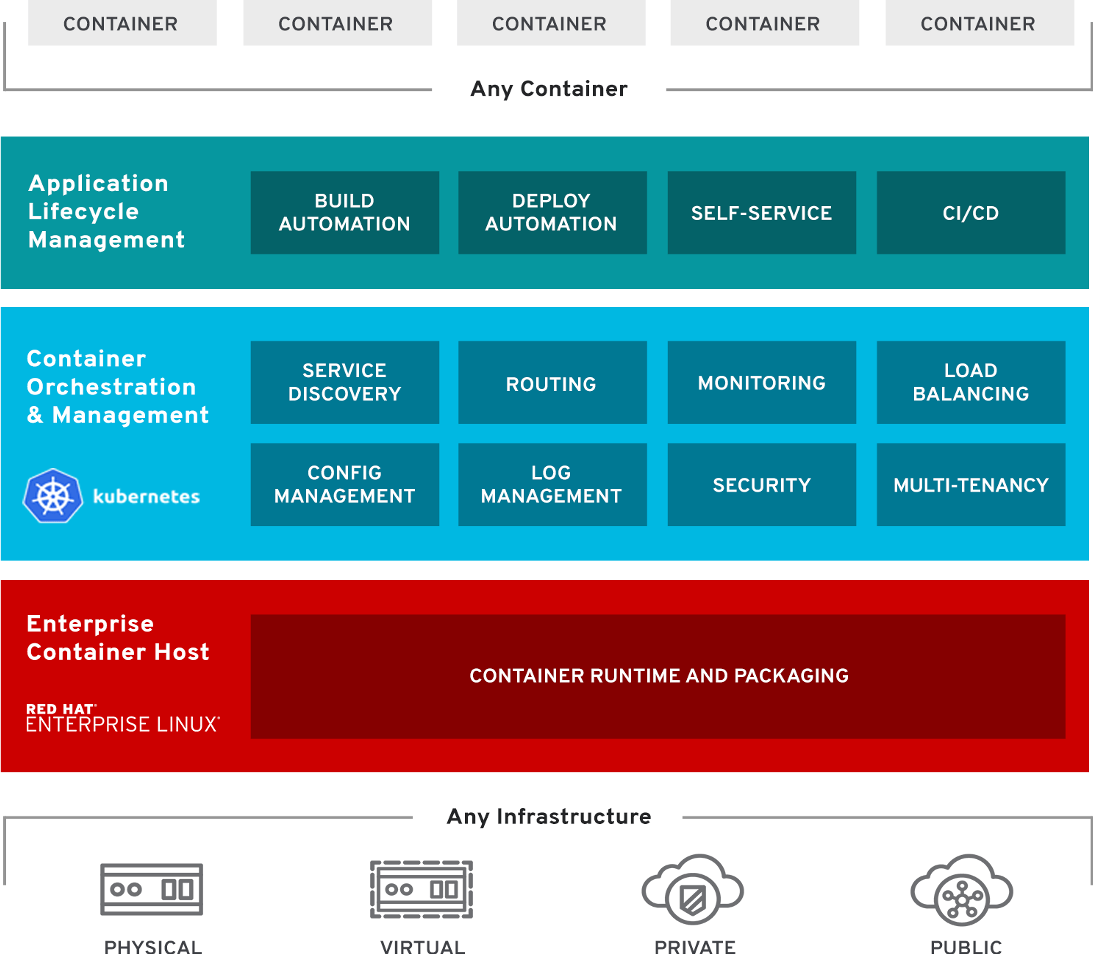 CONTAINER CONTAINER CONTAINER CONTAINER CONTAINER
Any Container
Application
Lifecycle
Management
BUILD
AUTOMATION
DEPLOY
AUTOMATION
SELF-SERVICE
CI/CD
Container
Orchestration
& Management
kubernetes
SERVICE
DISCOVERY
ROUTING
MONITORING
LOAD
BALANCING
CONFIG
MANAGEMENT
LOG
MANAGEMENT
SECURITY
MULTI-TENANCY
Enterprise
Container Host
RED HAT®
ENTERPRISE LINUX®
CONTAINER RUNTIME AND PACKAGING
Any Infrastructure
PHYSICAL VIRTUAL PRIVATE PUBLIC